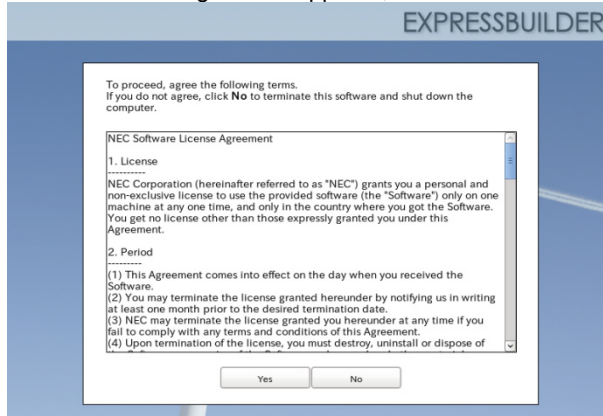 EXPRESSBUILDER
To proceed, agree the following terms.
If you do not agree, click No to terminate this software and shut down the
computer.
NEC Software License Agreement
1. License
----------
NEC Corporation (hereinafter referred to as "NEC") grants you a personal and
non-exclusive license to use the provided software (the "Software") only on one
machine at any one time, and only in the country where you got the Software.
You get no license other than those expressly granted you under this
Agreement.
2. Period
---------
(1) This Agreement comes into effect on the day when you received the
Software.
(2) You may terminate the license granted hereunder by notifying us in writing
at least one month prior to the desired termination date.
(3) NEC may terminate the license granted you hereunder at any time if you
fail to comply with any terms and conditions of this Agreement.
(4) Upon termination of the license, you must destroy, uninstall or dispose of
Yes No